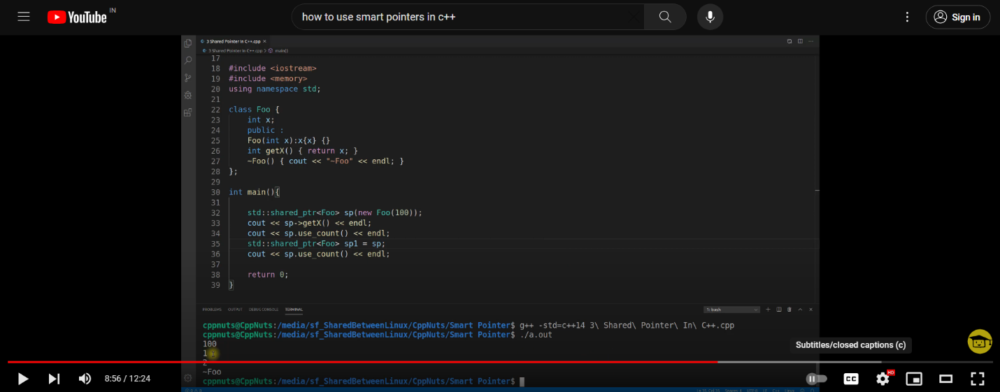 YouTube IN
how to use smart pointers in c++
Sign in
3 Shared Pointer In C++.cpp
3 Shared Pointer In C++.cpp > main()
17
18 #include <iostream>
19 #include <memory>
20 using namespace std;
21
22 class Foo {
23 int x;
24 public :
25 Foo(int x):x{x} {}
26 int getX() { return x; }
27 ~Foo() { cout << "~Foo" << endl; }
28 };
29
30 int main(){
31
32 std::shared_ptr<Foo> sp(new Foo(100));
33 cout << sp->getX() << endl;
34 cout << sp.use_count() << endl;
35 std::shared_ptr<Foo> sp1 = sp;
36 cout << sp.use_count() << endl;
37
38 return 0;
39 }
PROBLEMS OUTPUT DEBUG CONSOLE TERMINAL 1: bash
cppnuts@CppNuts:/media/sf_SharedBetweenLinux/CppNuts/Smart Pointer$ g++ -std=c++14 3\ Shared\ Pointer\ In\ C++.cpp
cppnuts@CppNuts:/media/sf_SharedBetweenLinux/CppNuts/Smart Pointer$ ./a.out
100
1
2
~Foo
cppnuts@CppNuts:/media/sf_SharedBetweenLinux/CppNuts/Smart Pointer$
Subtitles/closed captions (c)
8:56 / 12:24
CC
HD